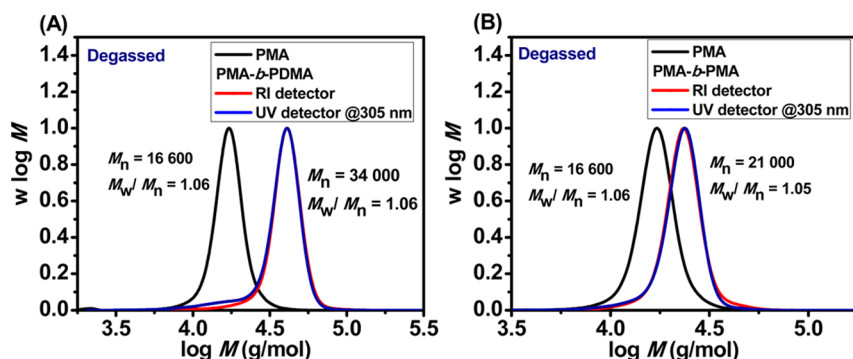 (A)
w log M
1.4
1.2
1.0
0.8
0.6
0.4
0.2
0.0
Degassed
PMA
PMA-b-PDMA
RI detector
UV detector @305 nm
Mn = 16 600
Mw/ Mn = 1.06
Mn = 34 000
Mw/ Mn = 1.06
3.5 4.0 4.5 5.0 5.5
log M (g/mol)
(B)
w log M
1.4
1.2
1.0
0.8
0.6
0.4
0.2
0.0
Degassed
PMA
PMA-b-PMA
RI detector
UV detector @305 nm
Mn = 16 600
Mw/ Mn = 1.06
Mn = 21 000
Mw/ Mn = 1.05
3.5 4.0 4.5 5.0
log M (g/mol)